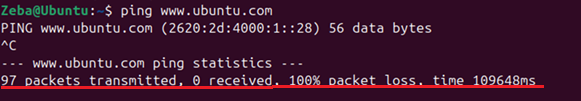 Zeba@Ubuntu:~$ ping www.ubuntu.com
PING www.ubuntu.com (2620:2d:4000:1::28) 56 data bytes
^C
--- www.ubuntu.com ping statistics ---
97 packets transmitted, 0 received, 100% packet loss, time 109648ms